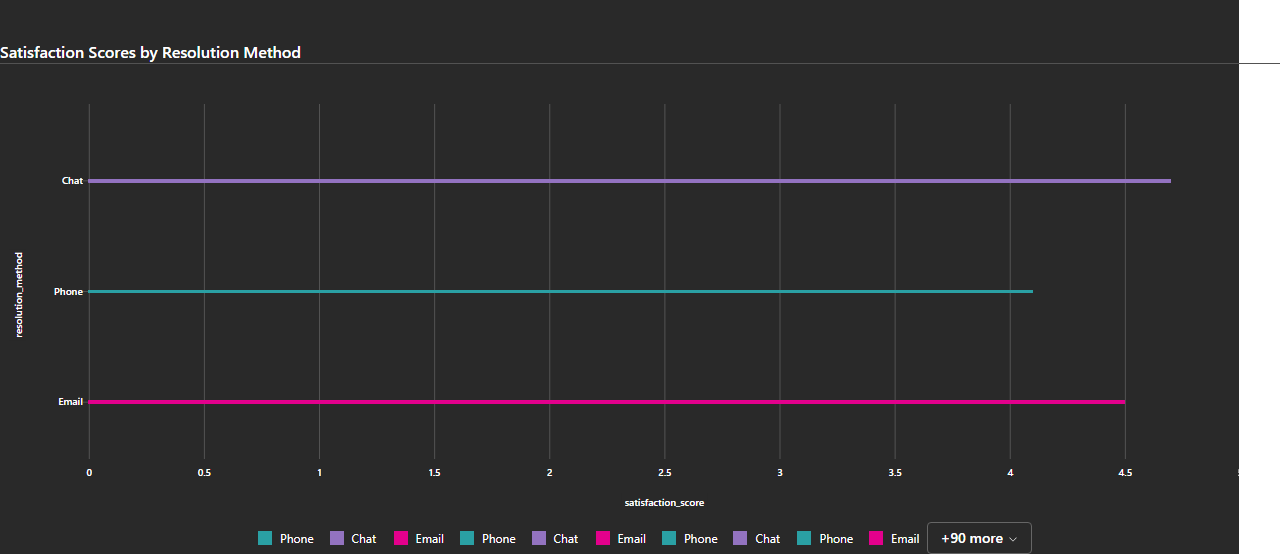 Satisfaction Scores by Resolution Method
Chat
Phone
Email
resolution_method
0 0.5 1 1.5 2 2.5 3 3.5 4 4.5
satisfaction_score
Phone Chat Email Phone Chat Email Phone Chat Phone Email +90 more